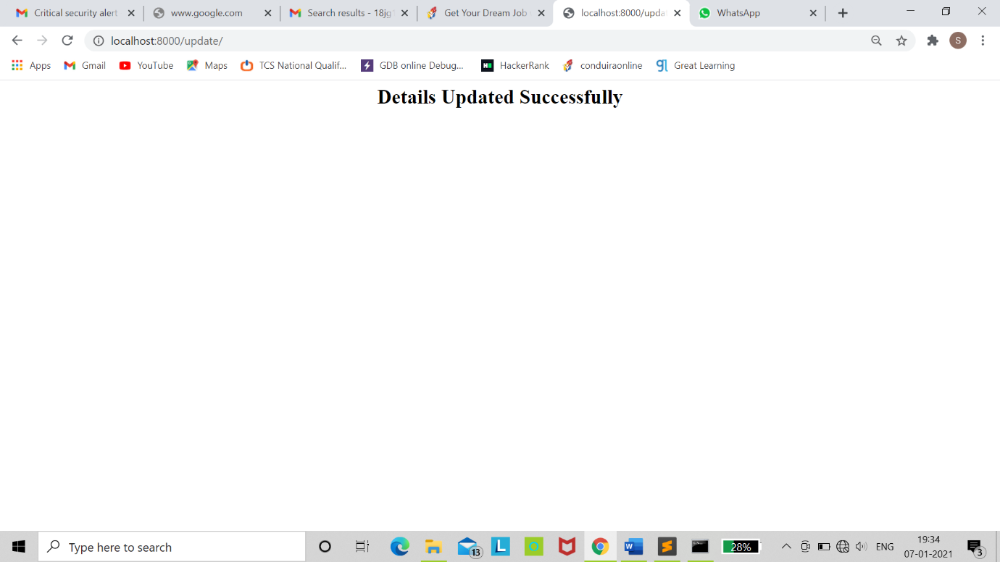 Critical security alert
www.google.com
Search results - 18jg
Get Your Dream Job
localhost:8000/upda
WhatsApp
localhost:8000/update/
S
Apps
Gmail
YouTube
Maps
TCS National Qualif...
GDB online Debug...
HackerRank
conduiraonline
gl
Great Learning
Details Updated Successfully
Type here to search
13
L
W
28%
ENG
19:34
07-01-2021
3